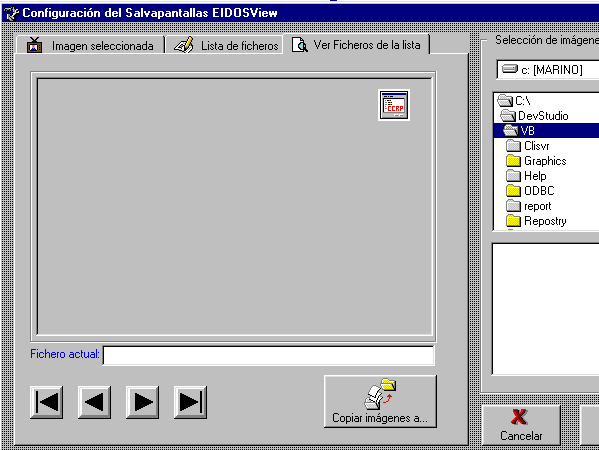 Configuración del Salvapantallas EIDOSView
Imagen seleccionada
Lista de ficheros
Ver Ficheros de la lista
CCRP
Fichero actual:
Copiar imágenes a...
Selección de imágene
c: [MARINO]
C:\
DevStudio
VB
Clisvr
Graphics
Help
ODBC
report
Repostry
Cancelar